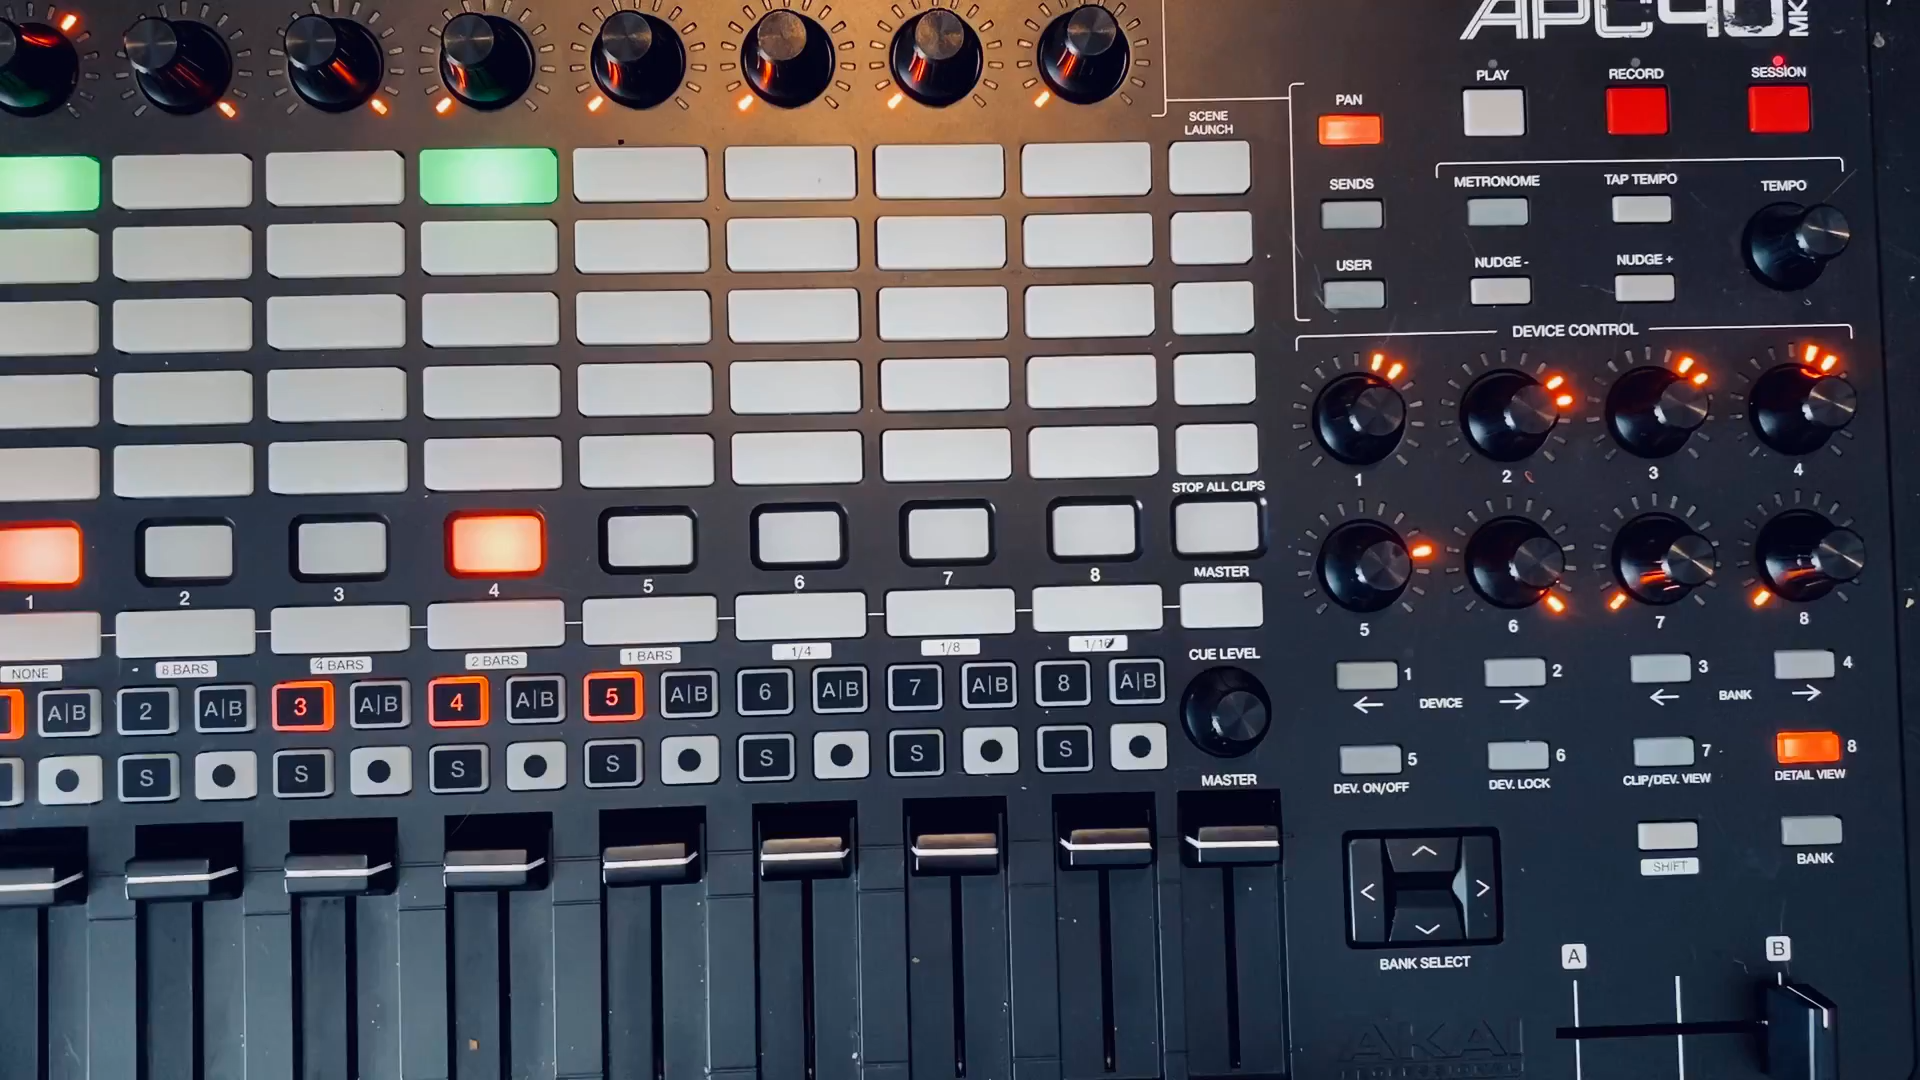 APC40 MK
PLAY
RECORD
SESSION
PAN
SCENE
LAUNCH
SENDS
METRONOME
TAP TEMPO
TEMPO
USER
NUDGE -
NUDGE +
DEVICE CONTROL
1 2 3 4
STOP ALL CLIPS
1 2 3 4 5 6 7 8
MASTER
5 6 7 8
NONE
8 BARS
4 BARS
2 BARS
1 BARS
1/4
1/8
1/16
CUE LEVEL
A|B 2 A|B 3 A|B 4 A|B 5 A|B 6 A|B 7 A|B 8 A|B
1 2 3 4
← DEVICE → ← BANK →
S S S S S S S
MASTER
5 6 7 8
DEV. ON/OFF
DEV. LOCK
CLIP/DEV. VIEW
DETAIL VIEW
SHIFT
BANK
BANK SELECT
A B
AKAI
PROFESSIONAL